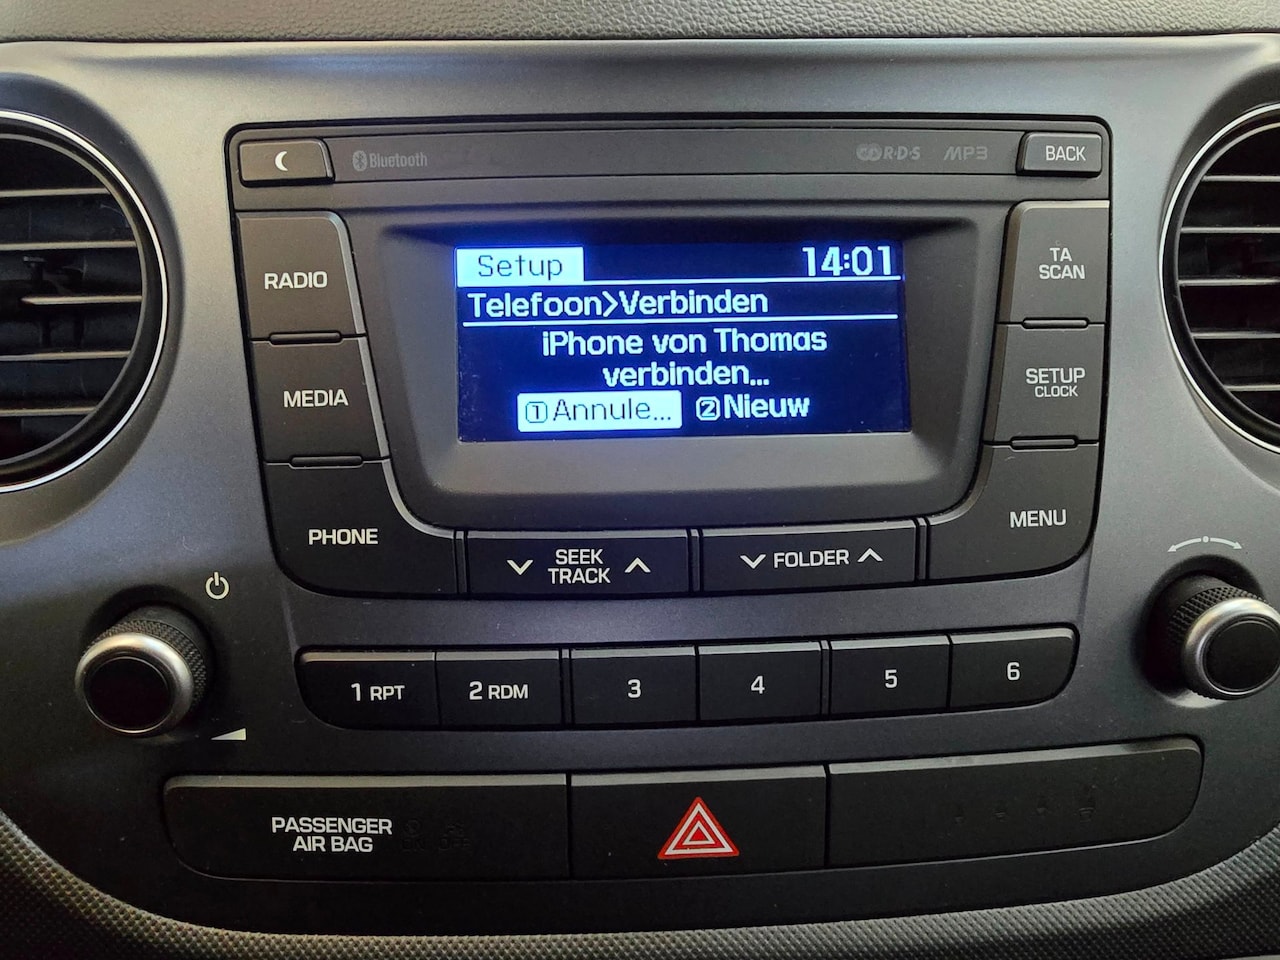 Bluetooth
R·D·S
MP3
BACK
RADIO
MEDIA
PHONE
Setup
14:01
Telefoon>Verbinden
iPhone von Thomas
verbinden...
1 Annule...
2 Nieuw
TA
SCAN
SETUP
CLOCK
MENU
SEEK
TRACK
FOLDER
1 RPT
2 RDM
3
4
5
6
PASSENGER
AIR BAG